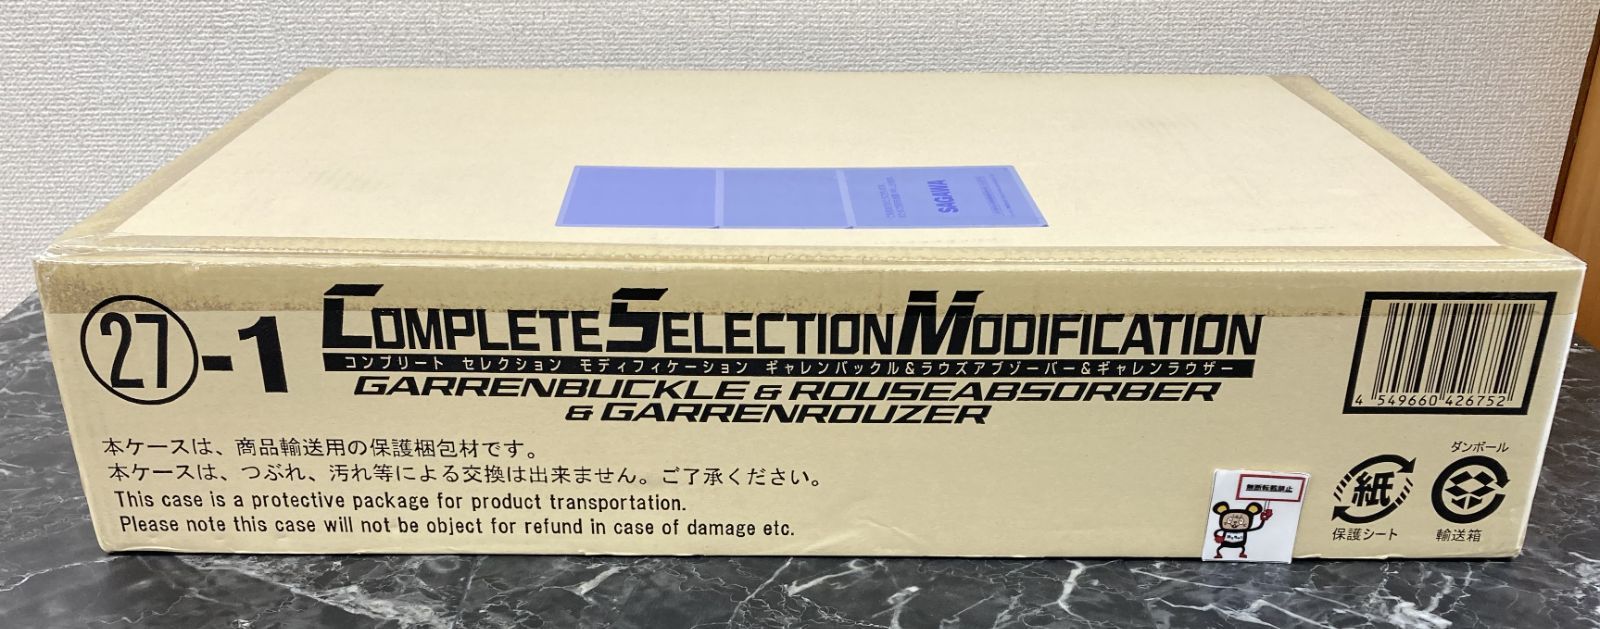 SAGAWA
27-1
COMPLETE SELECTION MODIFICATION
コンプリート セレクション モディフィケーション ギャレンバックル&ラウズアブソーバー&ギャレンラウザー
GARRENBUCKLE & ROUSEABSORBER
& GARRENROUZER
4 549660 426752
本ケースは、商品輸送用の保護梱包材です。
本ケースは、つぶれ、汚れ等による交換は出来ません。ご了承ください。
This case is a protective package for product transportation.
Please note this case will not be object for refund in case of damage etc.
無断転載禁止
紙
保護シート
ダンボール
輸送箱